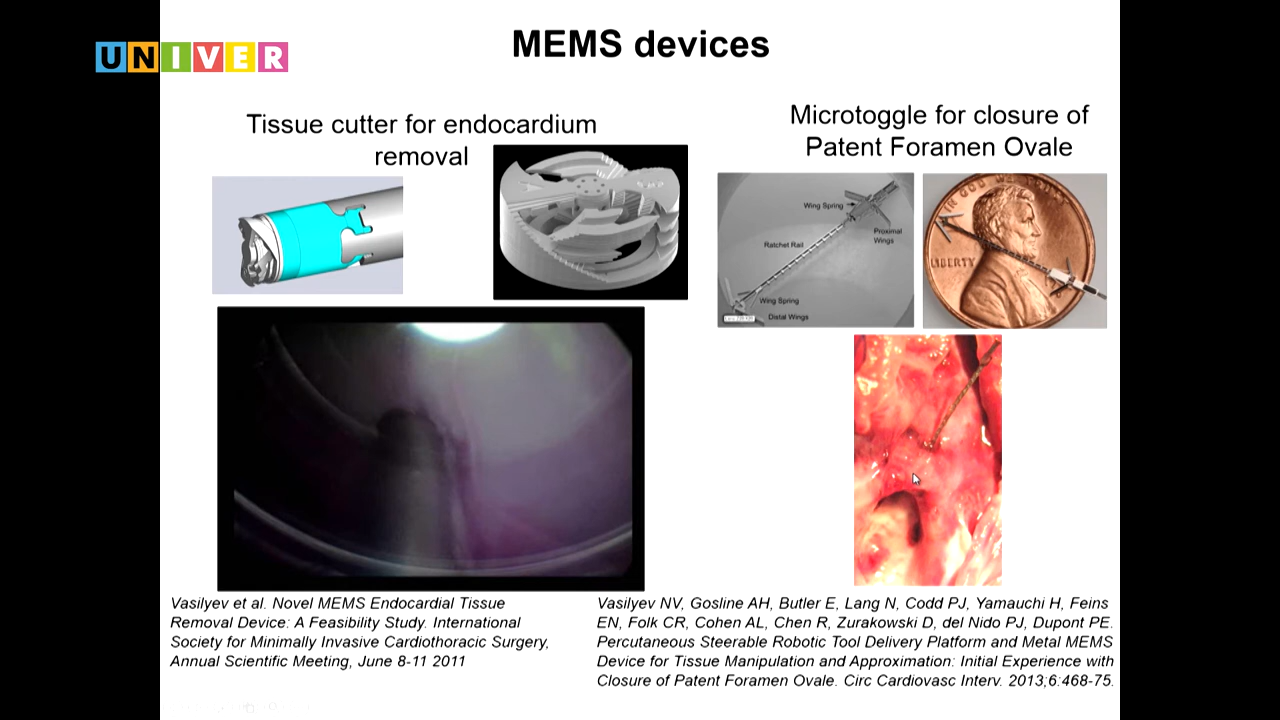 UNIVER
MEMS devices
Tissue cutter for endocardium
removal
Microtoggle for closure of
Patent Foramen Ovale
Wing Spring
Proximal
Wings
Ratchet Rail
Wing Spring
Distal Wings
LIBERTY
Vasilyev et al. Novel MEMS Endocardial Tissue
Removal Device: A Feasibility Study. International
Society for Minimally Invasive Cardiothoracic Surgery,
Annual Scientific Meeting, June 8-11 2011
Vasilyev NV, Gosline AH, Butler E, Lang N, Codd PJ, Yamauchi H, Feins
EN, Folk CR, Cohen AL, Chen R, Zurakowski D, del Nido PJ, Dupont PE.
Percutaneous Steerable Robotic Tool Delivery Platform and Metal MEMS
Device for Tissue Manipulation and Approximation: Initial Experience with
Closure of Patent Foramen Ovale. Circ Cardiovasc Interv. 2013;6:468-75.